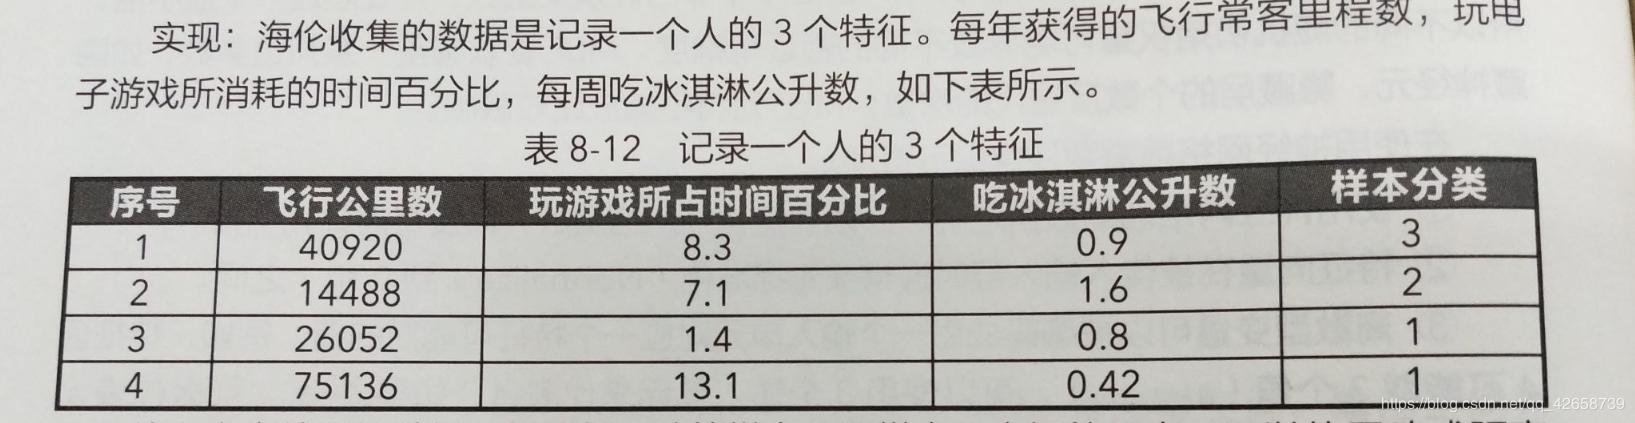 实现：海伦收集的数据是记录一个人的 3 个特征。每年获得的飞行常客里程数，玩电
子游戏所消耗的时间百分比，每周吃冰淇淋公升数，如下表所示。
表 8-12 记录一个人的 3 个特征
序号 飞行公里数 玩游戏所占时间百分比 吃冰淇淋公升数 样本分类
1 40920 8.3 0.9 3
2 14488 7.1 1.6 2
3 26052 1.4 0.8 1
4 75136 13.1 0.42 1
https://blog.csdn.net/qq_42658739